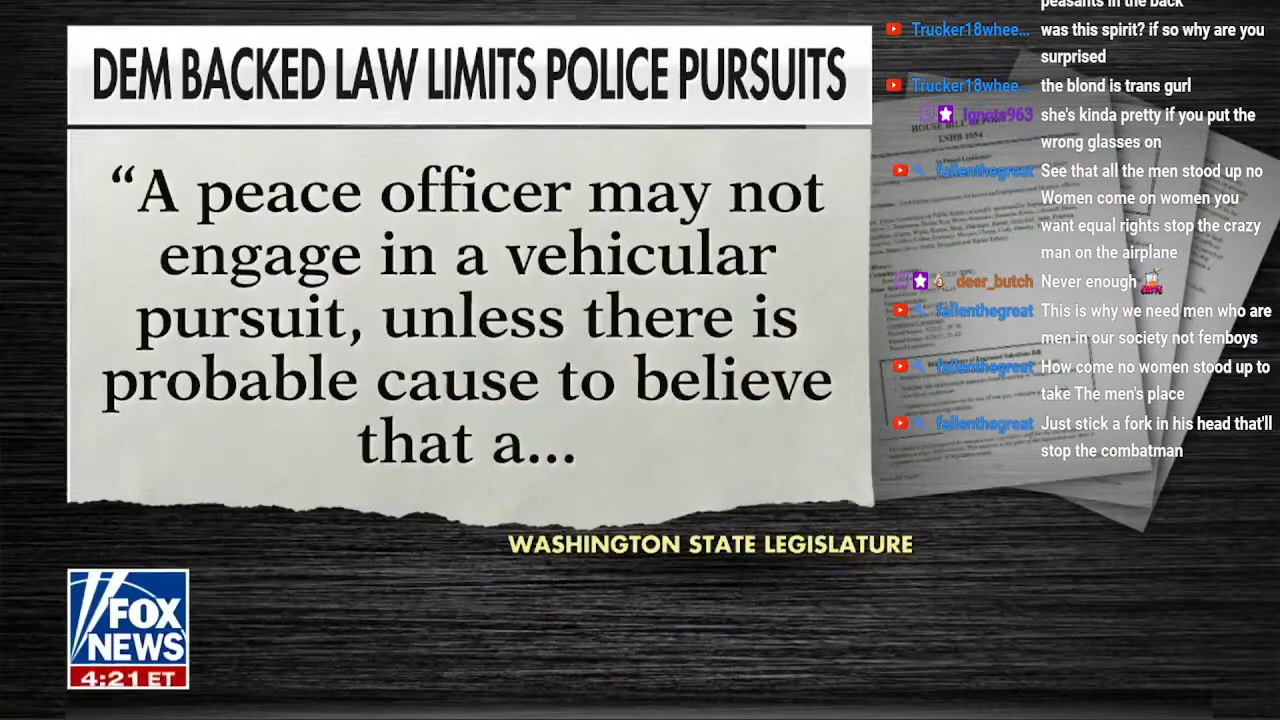 DEM BACKED LAW LIMITS POLICE PURSUITS
“A peace officer may not
engage in a vehicular
pursuit, unless there is
probable cause to believe
that a...
WASHINGTON STATE LEGISLATURE
FOX
NEWS
4:21 ET
peasants in the back
Trucker18whee... was this spirit? if so why are you
surprised
Trucker18whee... the blond is trans gurl
Ignots963 she's kinda pretty if you put the
wrong glasses on
fallenthegreat See that all the men stood up no
Women come on women you
want equal rights stop the crazy
man on the airplane
deer_butch Never enough
fallenthegreat This is why we need men who are
men in our society not femboys
fallenthegreat How come no women stood up to
take The men's place
fallenthegreat Just stick a fork in his head that'll
stop the combatman